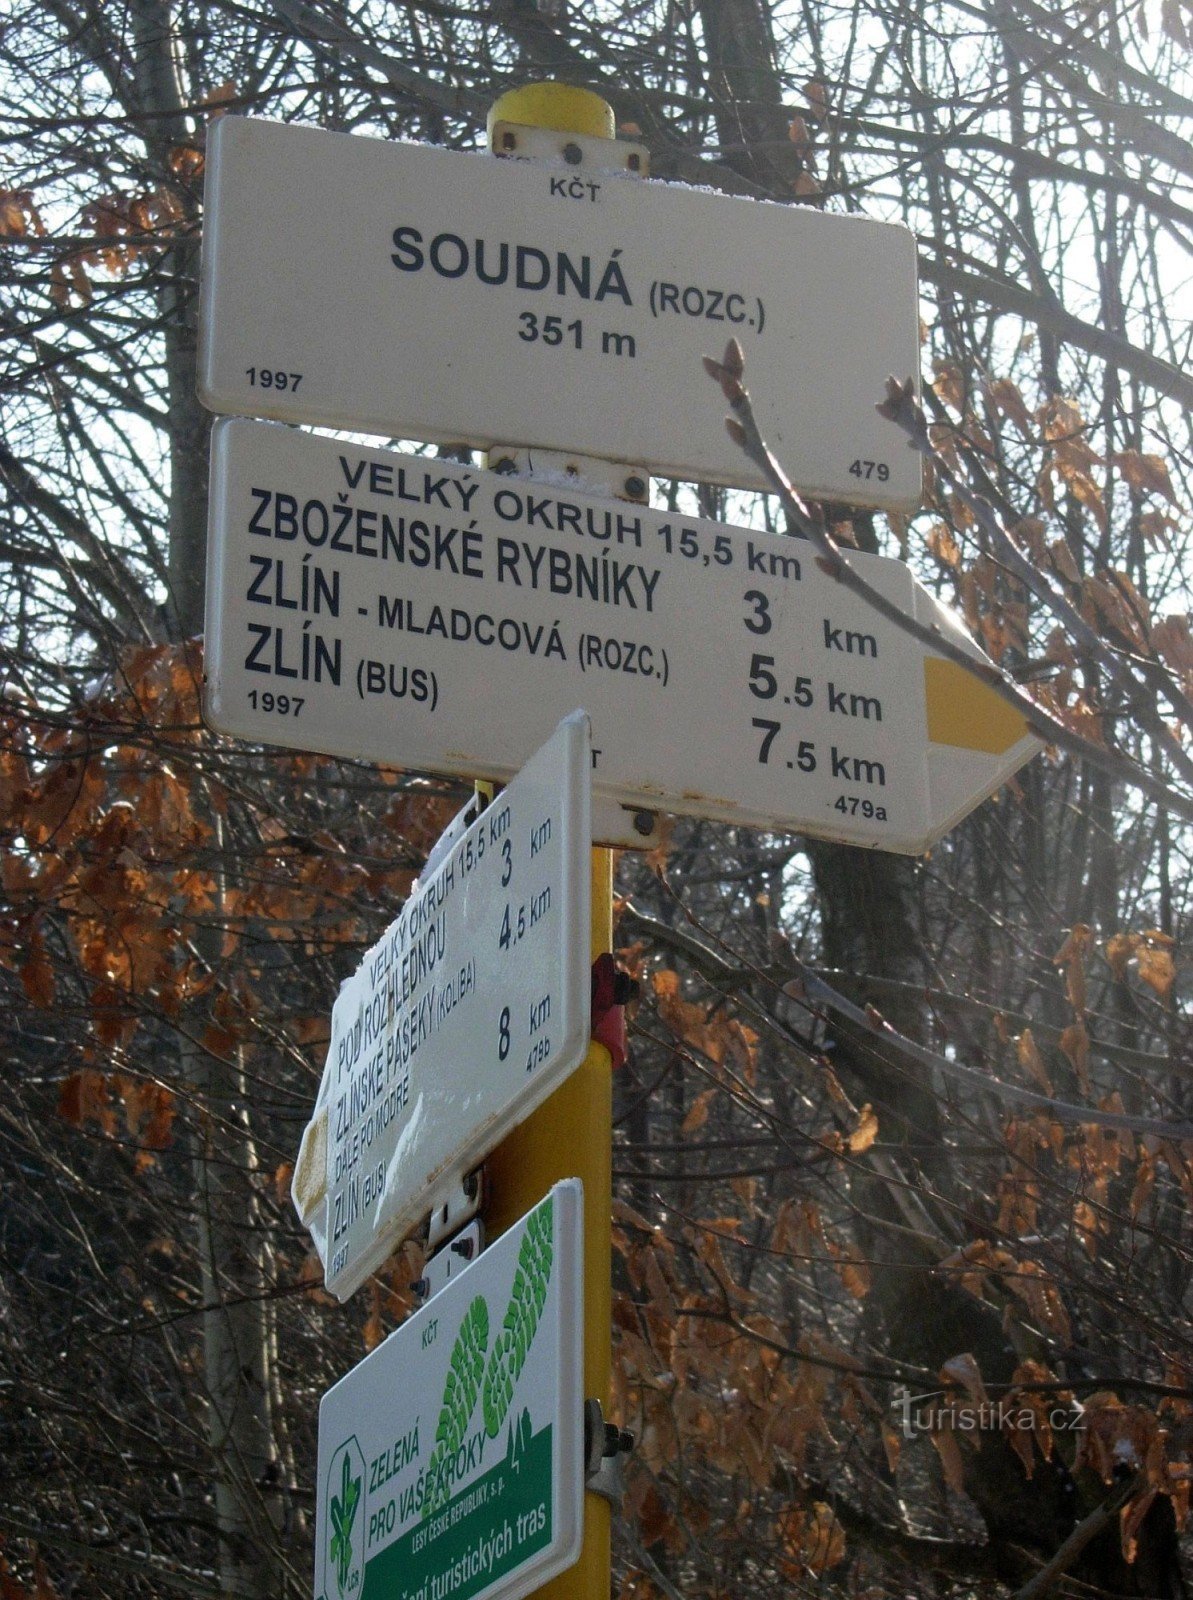 KČT
SOUDNÁ (ROZC.)
351 m
1997
479
VELKÝ OKRUH 15,5 km
ZBOŽENSKÉ RYBNÍKY 3 km
ZLÍN - MLADCOVÁ (ROZC.) 5.5 km
ZLÍN (BUS) 7.5 km
1997
479a
VELKÝ OKRUH 15,5 km
POD ROZHLEDNOU 3 km
ZLÍNSKÉ PASEKY (KOLIBA) 4.5 km
DÁLE PO MODRÉ
ZLÍN (BUS) 8 km
1997
479b
KČT
ZELENÁ
PRO VAŠE KROKY
LESY ČESKÉ REPUBLIKY, s. p.
turistických tras
LČR
Turistika.cz